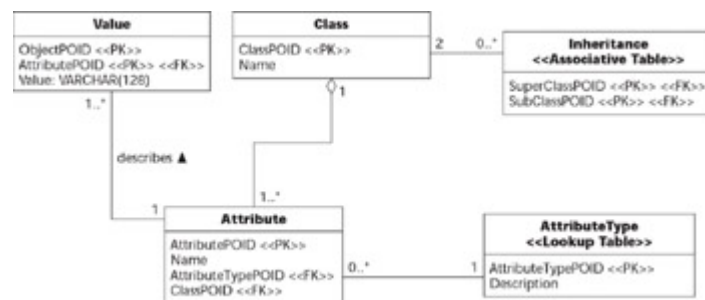 Value
ObjectPOID <<PK>>
AttributePOID <<PK>> <<FK>>
Value: VARCHAR(128)
Class
ClassPOID <<PK>>
Name
2
0..*
Inheritance
<<Associative Table>>
SuperClassPOID <<PK>> <<FK>>
SubClassPOID <<PK>> <<FK>>
1..*
1
describes ▲
1
1..*
Attribute
AttributePOID <<PK>>
Name
AttributeTypePOID <<FK>>
ClassPOID <<FK>>
0..*
1
AttributeType
<<Lookup Table>>
AttributeTypePOID <<PK>>
Description